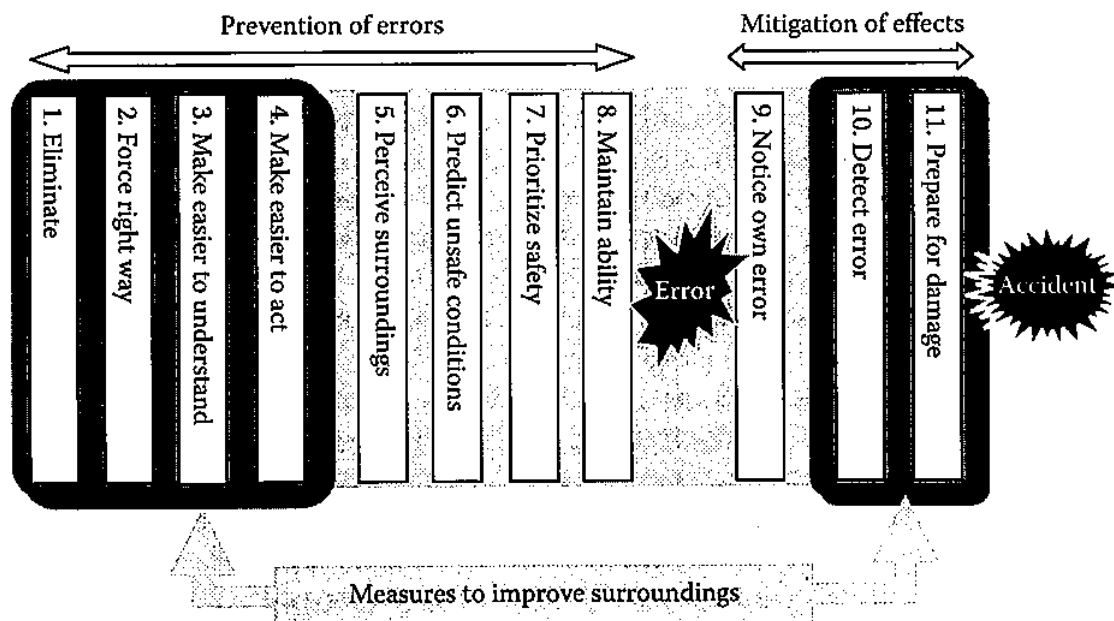 Prevention of errors
Mitigation of effects
1. Eliminate
2. Force right way
3. Make easier to understand
4. Make easier to act
5. Perceive surroundings
6. Predict unsafe conditions
7. Prioritize safety
8. Maintain ability
Error
9. Notice own error
10. Detect error
11. Prepare for damage
Accident
Measures to improve surroundings